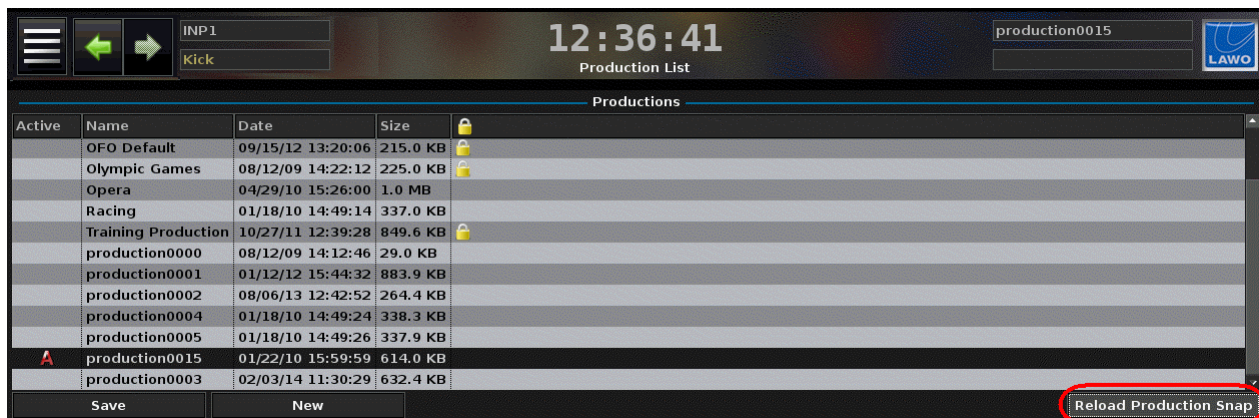 INP1
Kick
12:36:41
Production List
production0015
LAWO
Productions
Active Name Date Size
OFO Default 09/15/12 13:20:06 215.0 KB
Olympic Games 08/12/09 14:22:12 225.0 KB
Opera 04/29/10 15:26:00 1.0 MB
Racing 01/18/10 14:49:14 337.0 KB
Training Production 10/27/11 12:39:28 849.6 KB
production0000 08/12/09 14:12:46 29.0 KB
production0001 01/12/12 15:44:32 883.9 KB
production0002 08/06/13 12:42:52 264.4 KB
production0004 01/18/10 14:49:24 338.3 KB
production0005 01/18/10 14:49:26 337.9 KB
A production0015 01/22/10 15:59:59 614.0 KB
production0003 02/03/14 11:30:29 632.4 KB
Save New Reload Production Snap